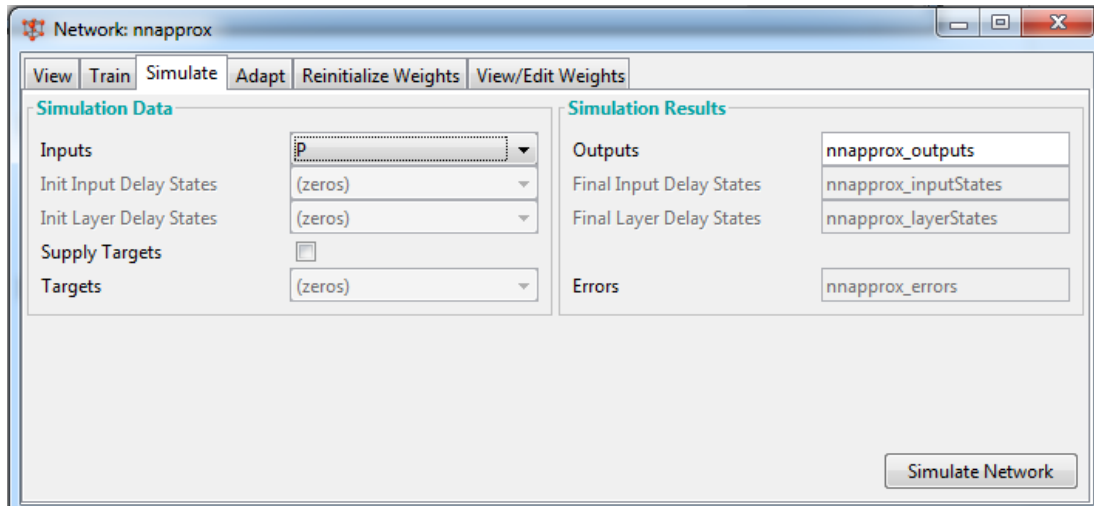 Network: nnapprox
View Train Simulate Adapt Reinitialize Weights View/Edit Weights
Simulation Data
Inputs P
Init Input Delay States (zeros)
Init Layer Delay States (zeros)
Supply Targets
Targets (zeros)
Simulation Results
Outputs nnapprox_outputs
Final Input Delay States nnapprox_inputStates
Final Layer Delay States nnapprox_layerStates
Errors nnapprox_errors
Simulate Network